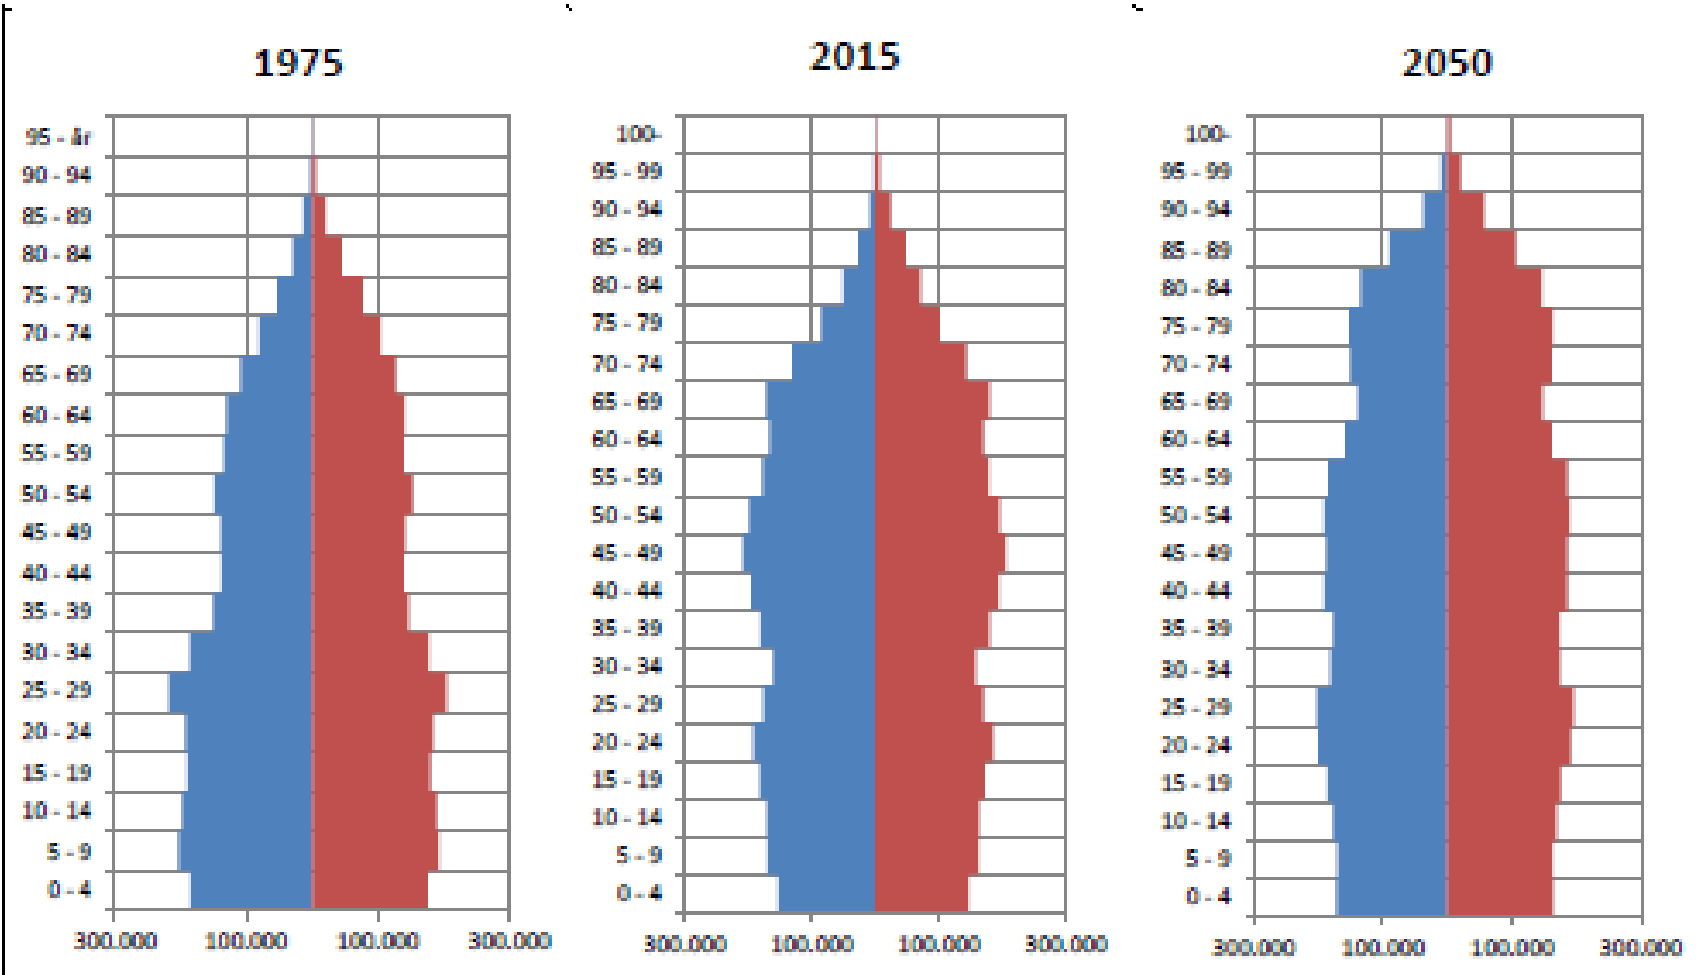 1975
95 - år
90 - 94
85 - 89
80 - 84
75 - 79
70 - 74
65 - 69
60 - 64
55 - 59
50 - 54
45 - 49
40 - 44
35 - 39
30 - 34
25 - 29
20 - 24
15 - 19
10 - 14
5 - 9
0 - 4
300.000 100.000 100.000 300.000
2015
100-
95 - 99
90 - 94
85 - 89
80 - 84
75 - 79
70 - 74
65 - 69
60 - 64
55 - 59
50 - 54
45 - 49
40 - 44
35 - 39
30 - 34
25 - 29
20 - 24
15 - 19
10 - 14
5 - 9
0 - 4
300.000 100.000 100.000 300.000
2050
100-
95 - 99
90 - 94
85 - 89
80 - 84
75 - 79
70 - 74
65 - 69
60 - 64
55 - 59
50 - 54
45 - 49
40 - 44
35 - 39
30 - 34
25 - 29
20 - 24
15 - 19
10 - 14
5 - 9
0 - 4
300.000 100.000 100.000 300.000